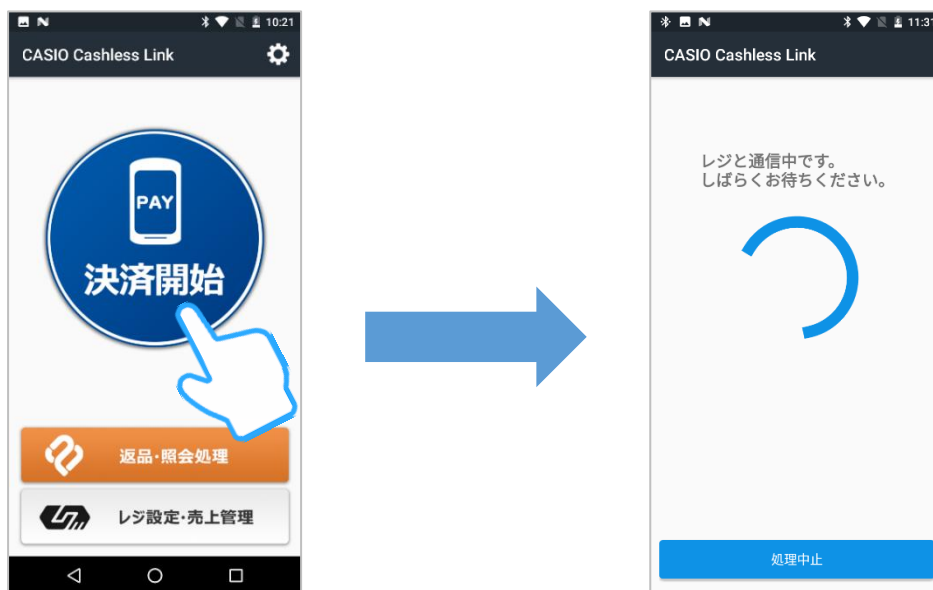 10:21
CASIO Cashless Link
PAY
決済開始
返品・照会処理
レジ設定・売上管理
11:31
CASIO Cashless Link
レジと通信中です。
しばらくお待ちください。
処理中止